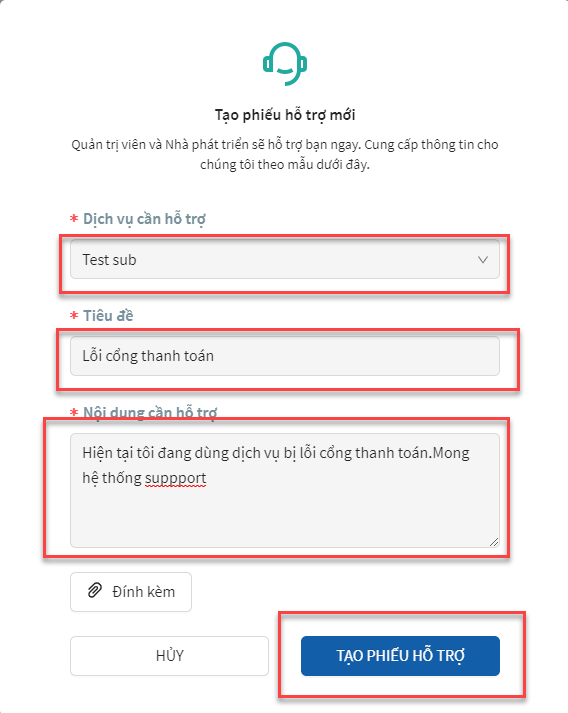 Tạo phiếu hỗ trợ mới
Quản trị viên và Nhà phát triển sẽ hỗ trợ bạn ngay. Cung cấp thông tin cho
chúng tôi theo mẫu dưới đây.
* Dịch vụ cần hỗ trợ
Test sub
* Tiêu đề
Lỗi cổng thanh toán
* Nội dung cần hỗ trợ
Hiện tại tôi đang dùng dịch vụ bị lỗi cổng thanh toán.Mong
hệ thống suppport
Đính kèm
HỦY
TẠO PHIẾU HỖ TRỢ